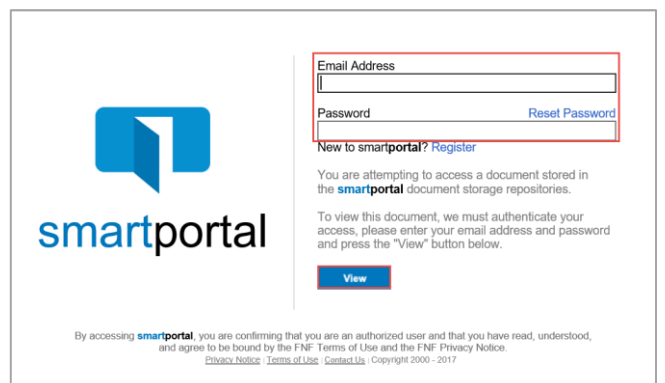 smartportal
Email Address
Password Reset Password
New to smartportal? Register
You are attempting to access a document stored in
the smartportal document storage repositories.
To view this document, we must authenticate your
access, please enter your email address and password
and press the "View" button below.
View
By accessing smartportal, you are confirming that you are an authorized user and that you have read, understood,
and agree to be bound by the FNF Terms of Use and the FNF Privacy Notice.
Privacy Notice | Terms of Use | Contact Us | Copyright 2000 - 2017